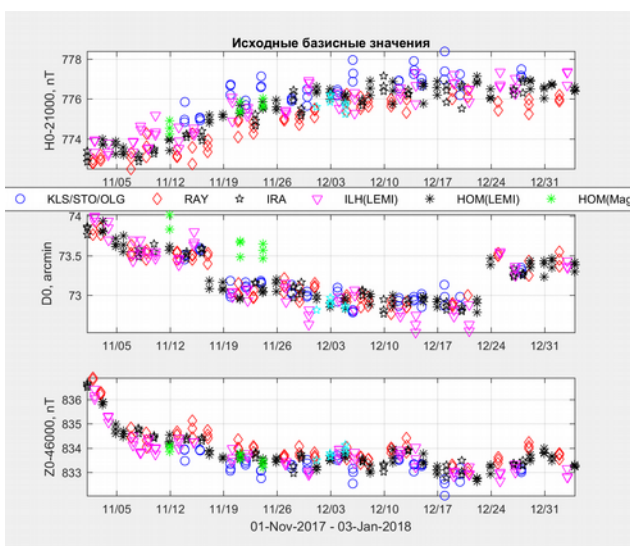 Исходные базисные значения
H0-21000, nT
778
776
774
11/05 11/12 11/19 11/26 12/03 12/10 12/17 12/24 12/31
KLS/STO/OLG RAY IRA ILH(LEMI) HOM(LEMI) HOM(Mag
D0, arcmin
74
73.5
73
11/05 11/12 11/19 11/26 12/03 12/10 12/17 12/24 12/31
Z0-46000, nT
836
835
834
833
11/05 11/12 11/19 11/26 12/03 12/10 12/17 12/24 12/31
01-Nov-2017 - 03-Jan-2018